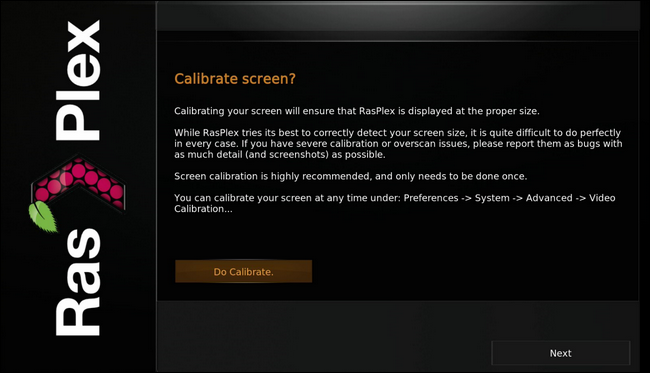 Ras Plex
Calibrate screen?
Calibrating your screen will ensure that RasPlex is displayed at the proper size.
While RasPlex tries its best to correctly detect your screen size, it is quite difficult to do perfectly
in every case. If you have severe calibration or overscan issues, please report them as bugs with
as much detail (and screenshots) as possible.
Screen calibration is highly recommended, and only needs to be done once.
You can calibrate your screen at any time under: Preferences -> System -> Advanced -> Video
Calibration...
Do Calibrate.
Next